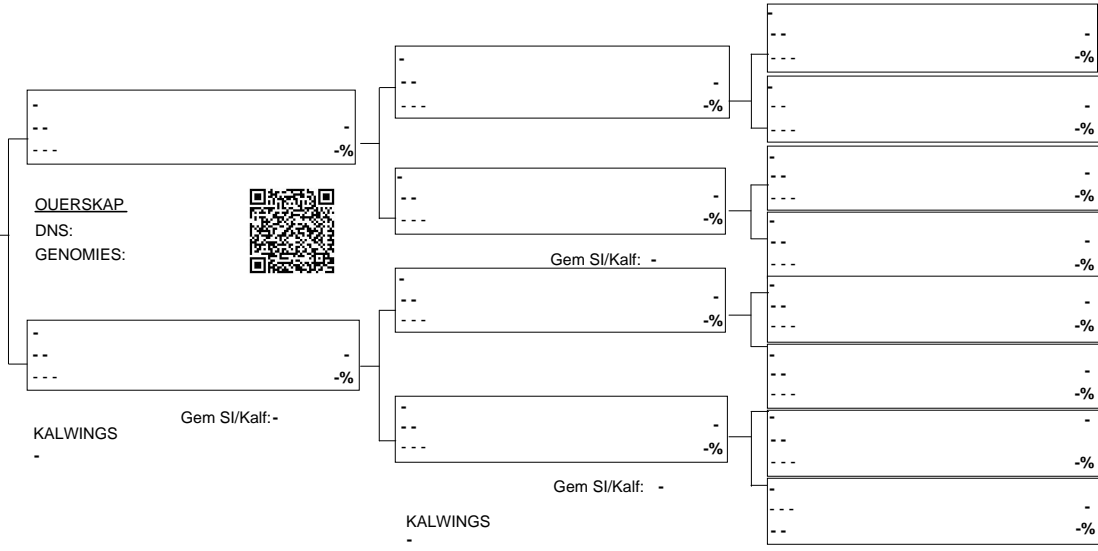 -
- - -
- - - -%
OUERSKAP
DNS:
GENOMIES:
-
- - -
- - - -%
Gem SI/Kalf:-
KALWINGS
-
-
- - -
- - - -%
-
- - -
- - - -%
Gem SI/Kalf: -
-
- - -
- - - -%
-
- - -
- - - -%
Gem SI/Kalf: -
KALWINGS
-
-
- - -
- - - -%
-
- - -
- - - -%
-
- - -
- - - -%
-
- - -
- - - -%
-
- - -
- - - -%
-
- - -
- - - -%
- -
- -
- - - -%
-
- - - -
- - -%